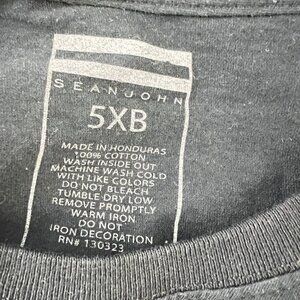 SEANJOHN
5XB
MADE IN HONDURAS
100% COTTON
WASH INSIDE OUT
MACHINE WASH COLD
WITH LIKE COLORS
DO NOT BLEACH
TUMBLE DRY LOW
REMOVE PROMPTLY
WARM IRON
DO NOT
IRON DECORATION
RN# 130323